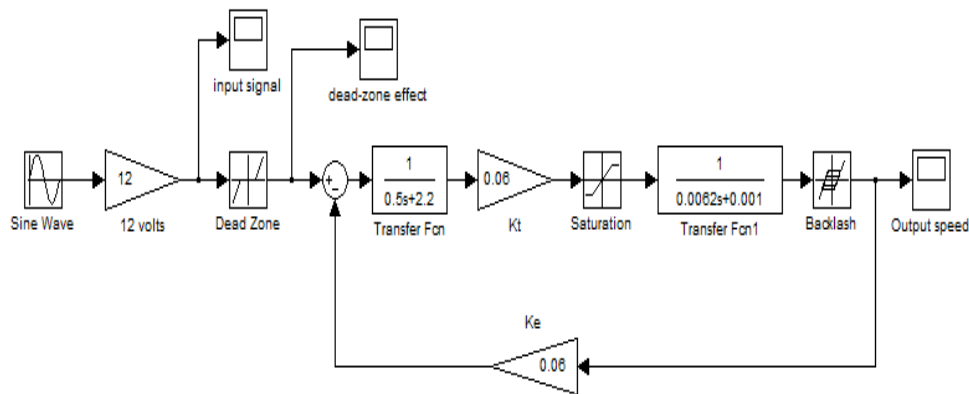 input signal
dead-zone effect
12
0.06
1
0.5s+2.2
1
0.0062s+0.001
Sine Wave
12 volts
Dead Zone
Transfer Fcn
Kt
Saturation
Transfer Fcn1
Backlash
Output speed
Ke
0.06